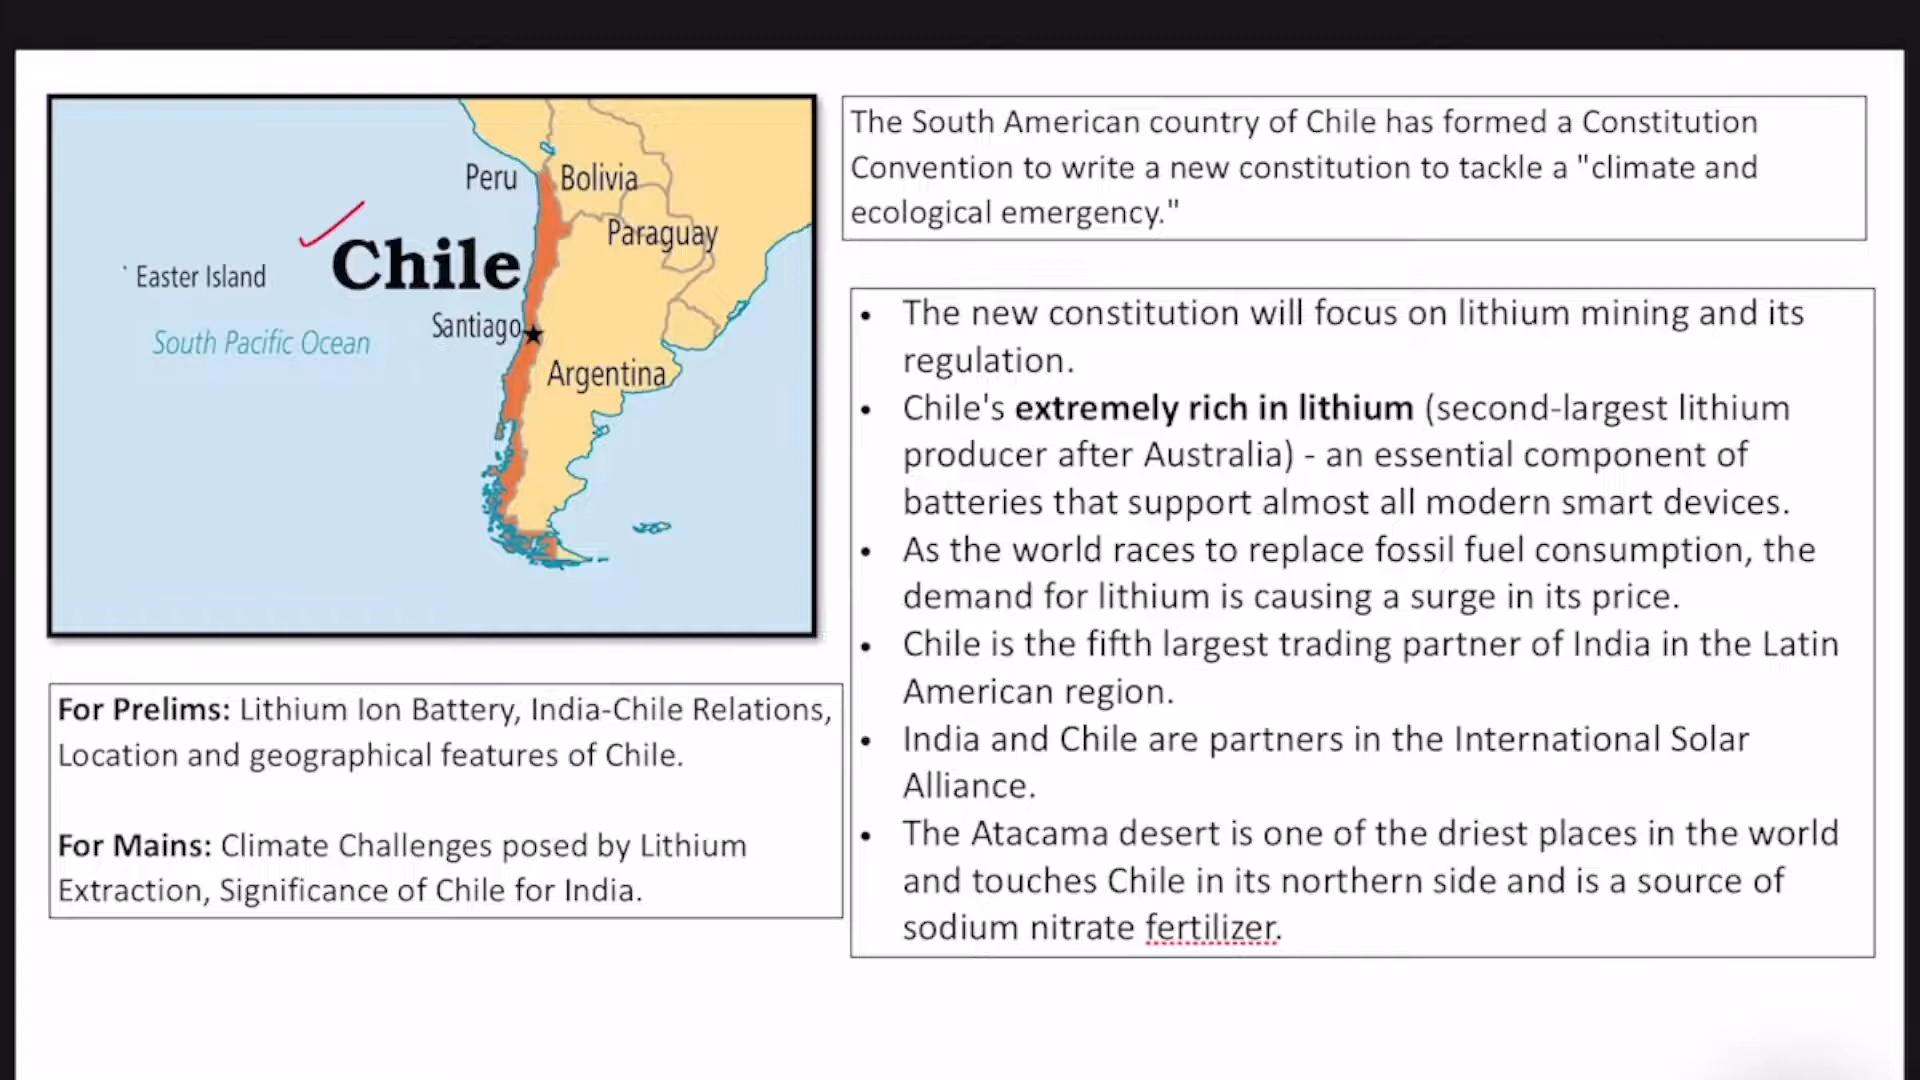 Peru
Bolivia
Paraguay
Chile
Easter Island
Santiago
South Pacific Ocean
Argentina
For Prelims: Lithium Ion Battery, India-Chile Relations,
Location and geographical features of Chile.
For Mains: Climate Challenges posed by Lithium
Extraction, Significance of Chile for India.
The South American country of Chile has formed a Constitution
Convention to write a new constitution to tackle a "climate and
ecological emergency."
• The new constitution will focus on lithium mining and its
regulation.
• Chile's extremely rich in lithium (second-largest lithium
producer after Australia) - an essential component of
batteries that support almost all modern smart devices.
• As the world races to replace fossil fuel consumption, the
demand for lithium is causing a surge in its price.
• Chile is the fifth largest trading partner of India in the Latin
American region.
• India and Chile are partners in the International Solar
Alliance.
• The Atacama desert is one of the driest places in the world
and touches Chile in its northern side and is a source of
sodium nitrate fertilizer.